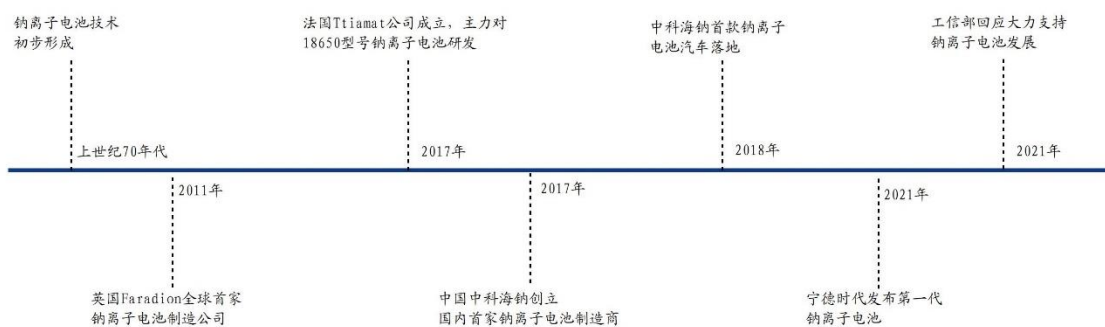 钠离子电池技术
初步形成
法国Ttiamat公司成立，主力对
18650型号钠离子电池研发
中科海钠首款钠离子
电池汽车落地
工信部回应大力支持
钠离子电池发展
上世纪70年代
2017年
2018年
2021年
2011年
2017年
2021年
英国Faradion全球首家
钠离子电池制造公司
中国中科海钠创立
国内首家钠离子电池制造商
宁德时代发布第一代
钠离子电池